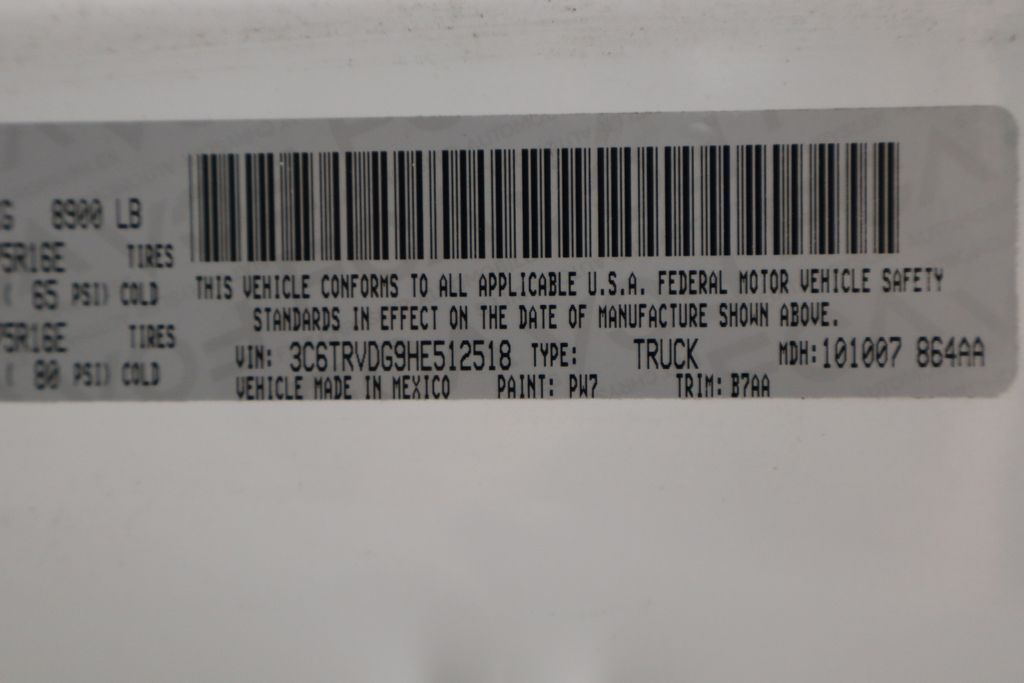 G 8900 LB
5R16E TIRES
( 65 PSI) COLD
75R16E TIRES
( 80 PSI) COLD
THIS VEHICLE CONFORMS TO ALL APPLICABLE U.S.A. FEDERAL MOTOR VEHICLE SAFETY
STANDARDS IN EFFECT ON THE DATE OF MANUFACTURE SHOWN ABOVE.
VIN: 3C6TRVDG9HE512518 TYPE: TRUCK MDH: 101007 864AA
VEHICLE MADE IN MEXICO PAINT: PW7 TRIM: B7AA